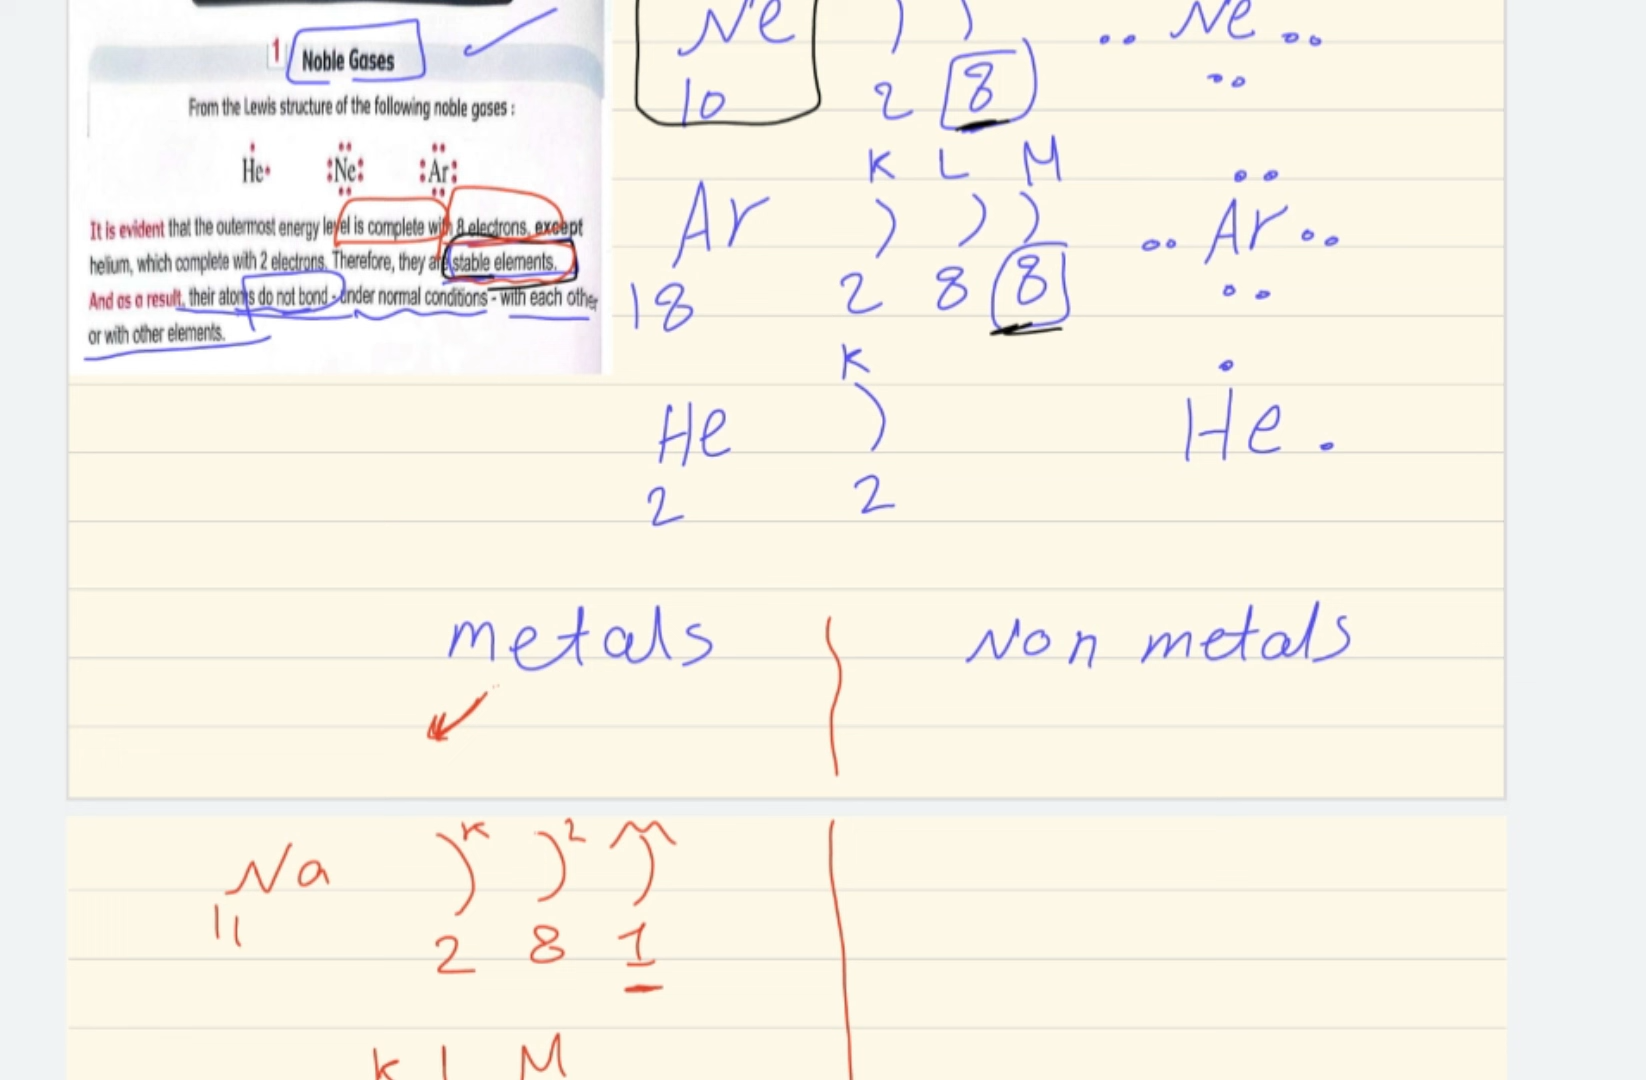 1 Noble Gases
From the Lewis structure of the following noble gases :
He Ne Ar
It is evident that the outermost energy level is complete with 8 electrons, except
helium, which complete with 2 electrons. Therefore, they are stable elements.
And as a result, their atoms do not bond - under normal conditions - with each other
or with other elements.
Ne ) ) Ne
10 2 8
K L M
Ar ) ) ) Ar
18 2 8 8
K
He ) He
2 2
metals Non metals
K 2 M
Na ) ) )
11 2 8 1
K L M